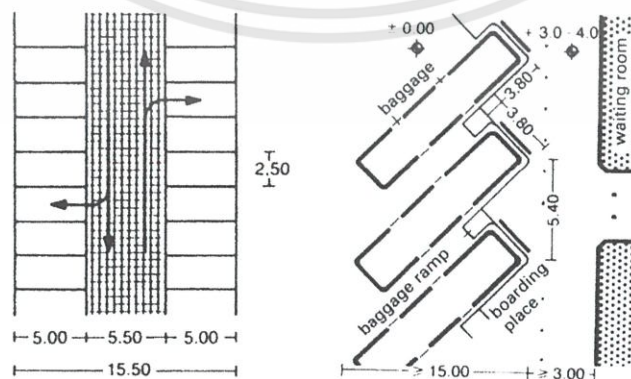 2.50
5.00
5.50
5.00
15.50
± 0.00
+ 3.0 - 4.0
baggage
3.80
3.80
waiting room
5.40
baggage ramp
boarding
place
15.00
≥ 3.00